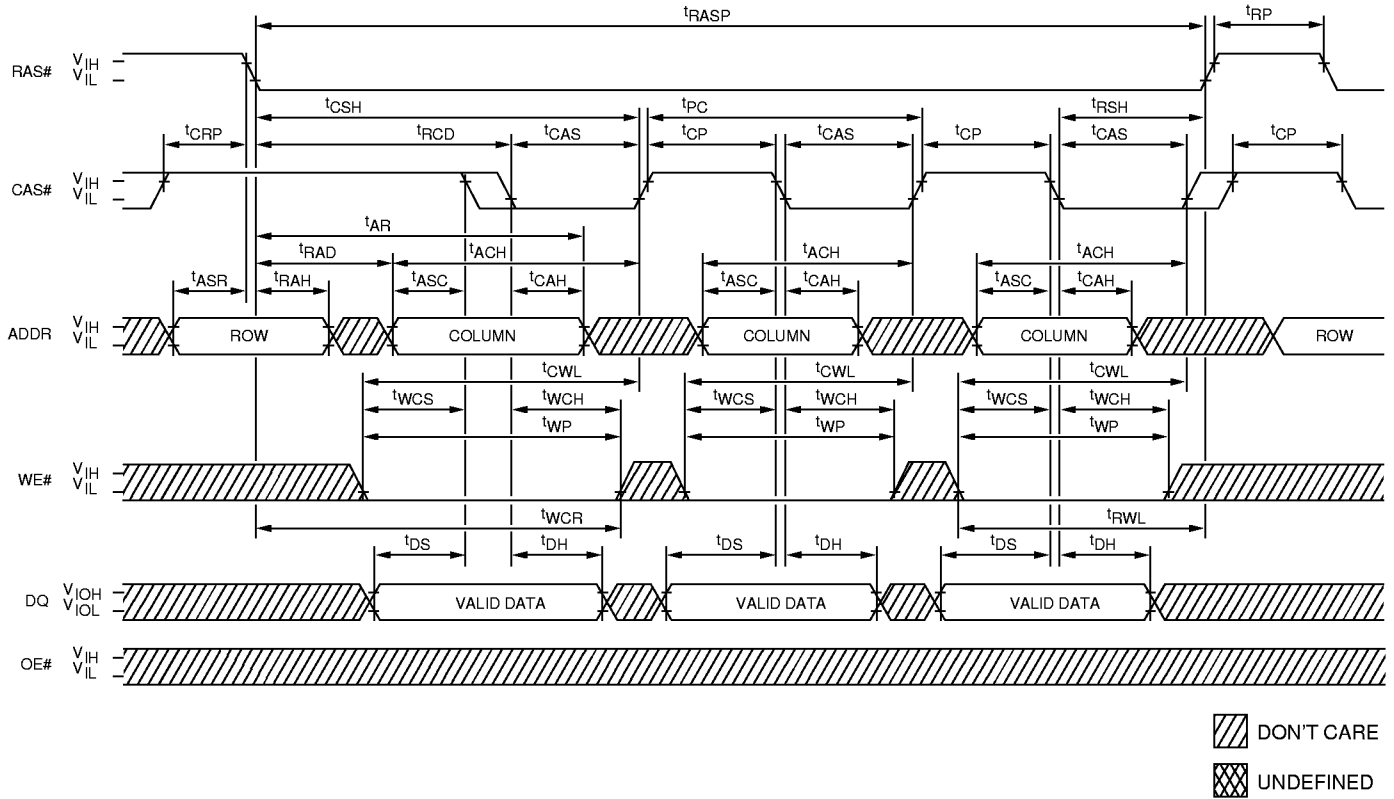 tRASP tRP
RAS# VIH
VIL
tCSH tPC tRSH
tCRP tRCD tCAS tCP tCAS tCP tCAS tCP
CAS# VIH
VIL
tAR
tRAD tACH tACH tACH
tASR tRAH tASC tCAH tASC tCAH tASC tCAH
ADDR VIH
VIL
ROW COLUMN COLUMN COLUMN ROW
tCWL tCWL tCWL
tWCS tWCH tWCS tWCH tWCS tWCH
tWP tWP tWP
WE# VIH
VIL
tWCR tRWL
tDS tDH tDS tDH tDS tDH
DQ VIOH
VIOL
VALID DATA VALID DATA VALID DATA
OE# VIH
VIL
DON'T CARE
UNDEFINED